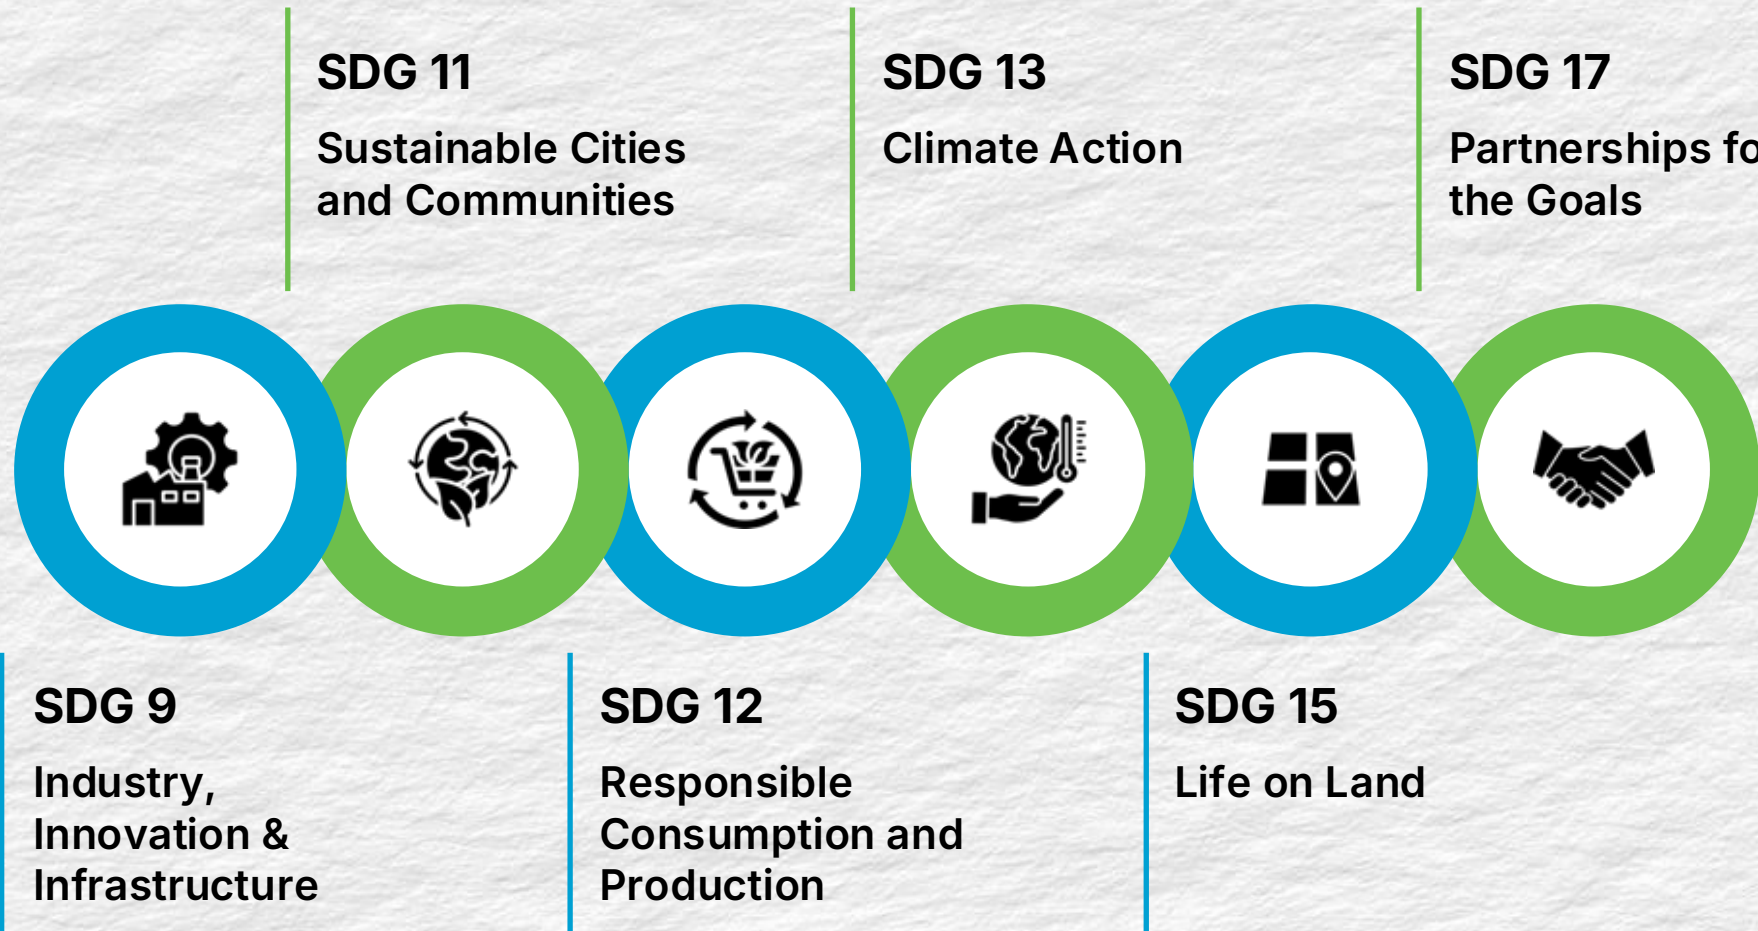 SDG 11
Sustainable Cities
and Communities
SDG 13
Climate Action
SDG 17
Partnerships fo
the Goals
SDG 9
Industry,
Innovation &
Infrastructure
SDG 12
Responsible
Consumption and
Production
SDG 15
Life on Land